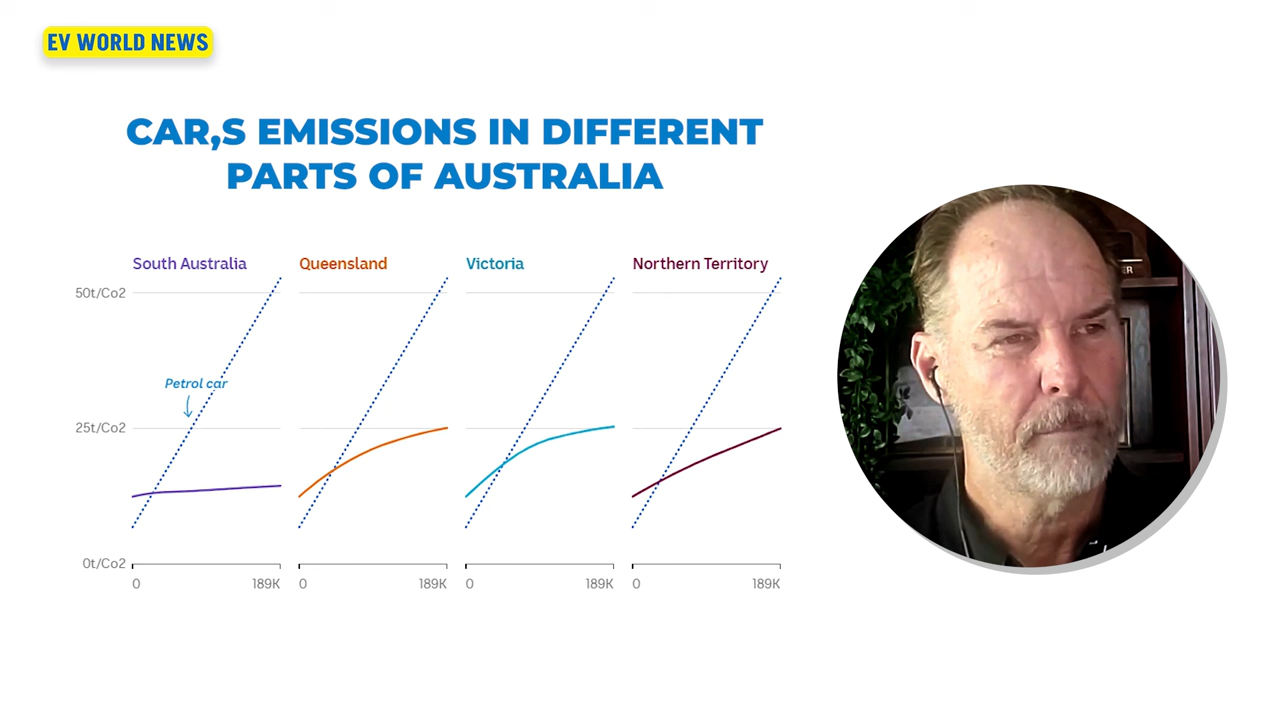 EV WORLD NEWS
CAR,S EMISSIONS IN DIFFERENT
PARTS OF AUSTRALIA
South Australia
Queensland
Victoria
Northern Territory
50t/Co2
Petrol car
25t/Co2
0t/Co2
0
189K
0
189K
0
189K
0
189K